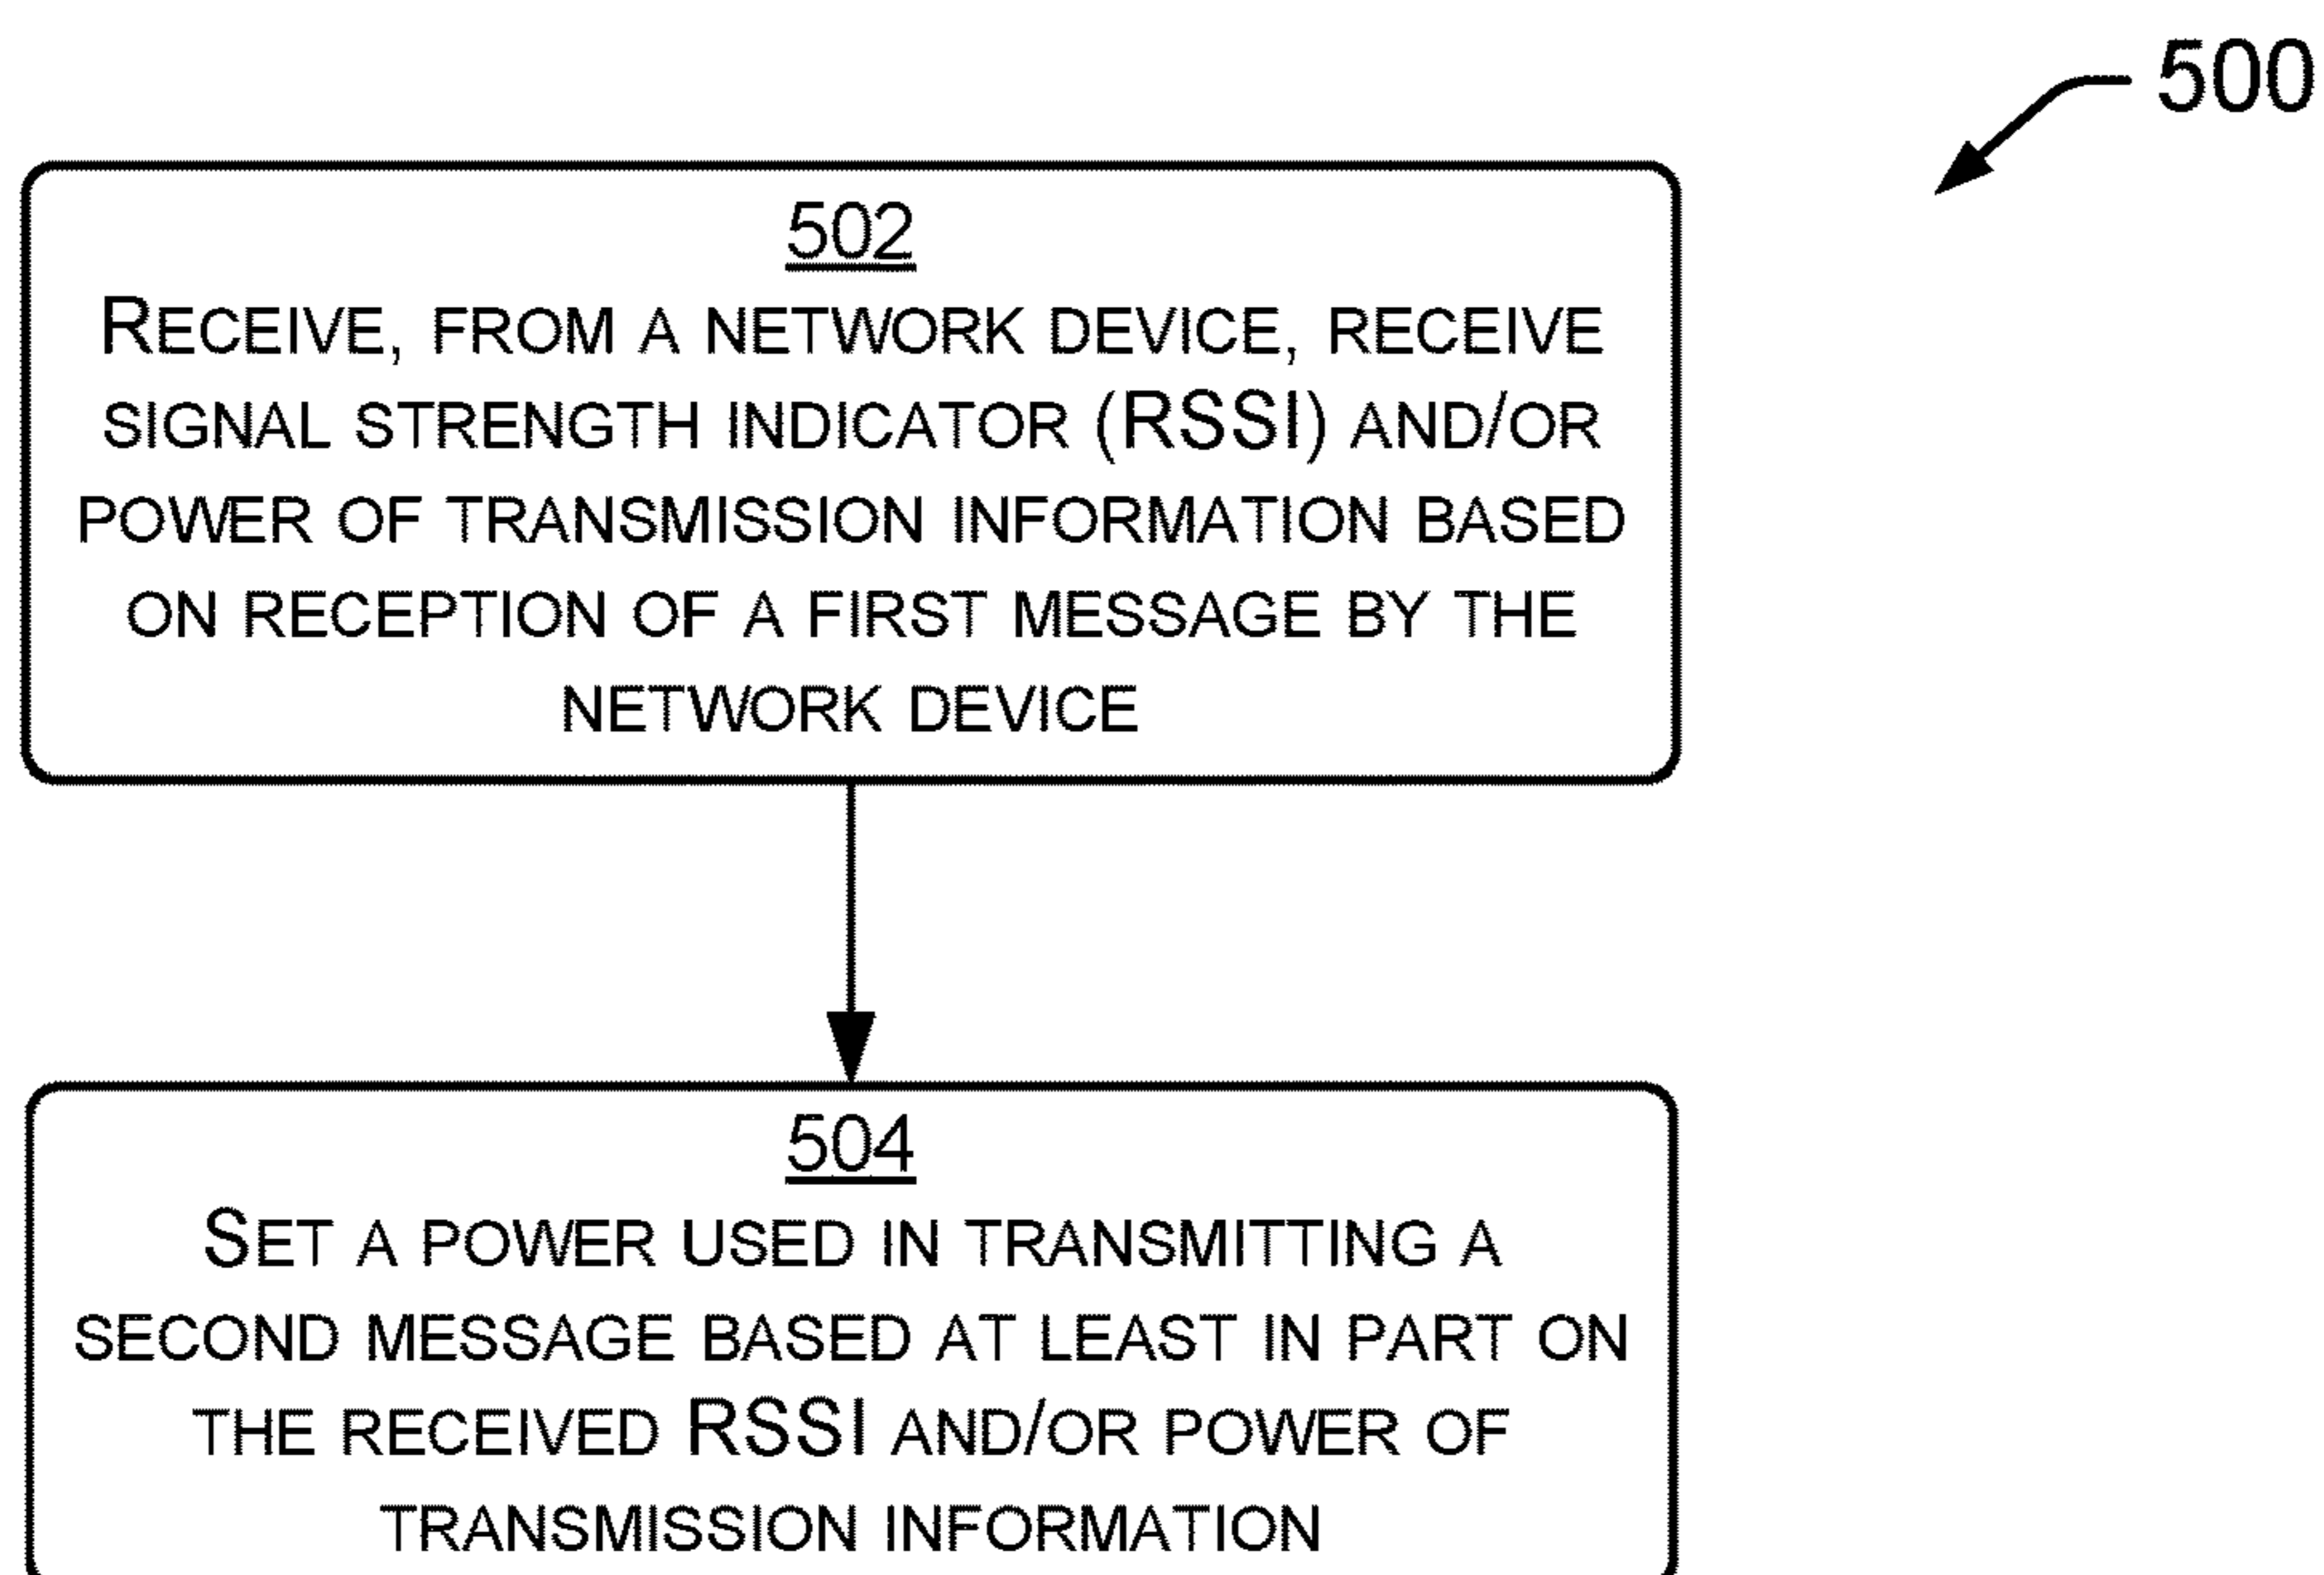 500
502
RECEIVE, FROM A NETWORK DEVICE, RECEIVE
SIGNAL STRENGTH INDICATOR (RSSI) AND/OR
POWER OF TRANSMISSION INFORMATION BASED
ON RECEPTION OF A FIRST MESSAGE BY THE
NETWORK DEVICE
504
SET A POWER USED IN TRANSMITTING A
SECOND MESSAGE BASED AT LEAST IN PART ON
THE RECEIVED RSSI AND/OR POWER OF
TRANSMISSION INFORMATION